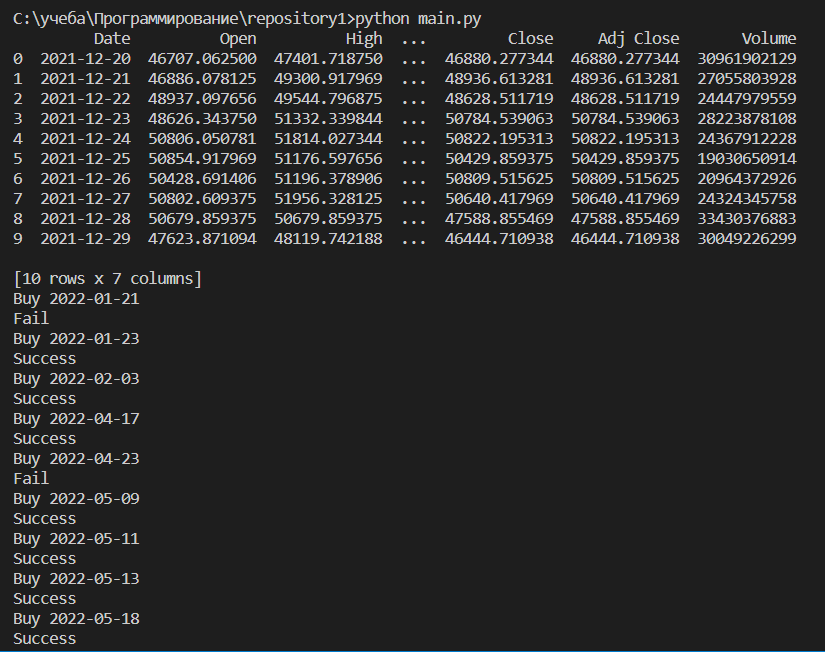 C:\учеба\Программирование\repository1>python main.py
        Date          Open          High  ...         Close     Adj Close       Volume
0  2021-12-20  46707.062500  47401.718750  ...  46880.277344  46880.277344  30961902129
1  2021-12-21  46886.078125  49300.917969  ...  48936.613281  48936.613281  27055803928
2  2021-12-22  48937.097656  49544.796875  ...  48628.511719  48628.511719  24447979559
3  2021-12-23  48626.343750  51332.339844  ...  50784.539063  50784.539063  28223878108
4  2021-12-24  50806.050781  51814.027344  ...  50822.195313  50822.195313  24367912228
5  2021-12-25  50854.917969  51176.597656  ...  50429.859375  50429.859375  19030650914
6  2021-12-26  50428.691406  51196.378906  ...  50809.515625  50809.515625  20964372926
7  2021-12-27  50802.609375  51956.328125  ...  50640.417969  50640.417969  24324345758
8  2021-12-28  50679.859375  50679.859375  ...  47588.855469  47588.855469  33430376883
9  2021-12-29  47623.871094  48119.742188  ...  46444.710938  46444.710938  30049226299
[10 rows x 7 columns]
Buy 2022-01-21
Fail
Buy 2022-01-23
Success
Buy 2022-02-03
Success
Buy 2022-04-17
Success
Buy 2022-04-23
Fail
Buy 2022-05-09
Success
Buy 2022-05-11
Success
Buy 2022-05-13
Success
Buy 2022-05-18
Success